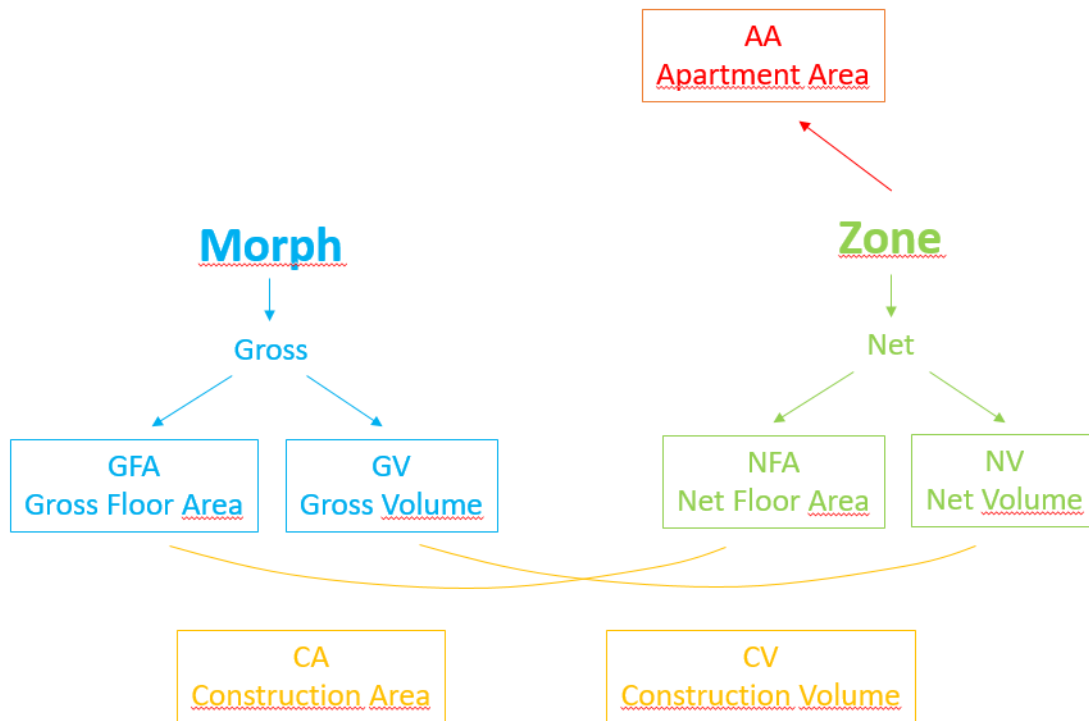 AA
Apartment Area
Morph
Zone
Gross
Net
GFA
Gross Floor Area
GV
Gross Volume
NFA
Net Floor Area
NV
Net Volume
CA
Construction Area
CV
Construction Volume